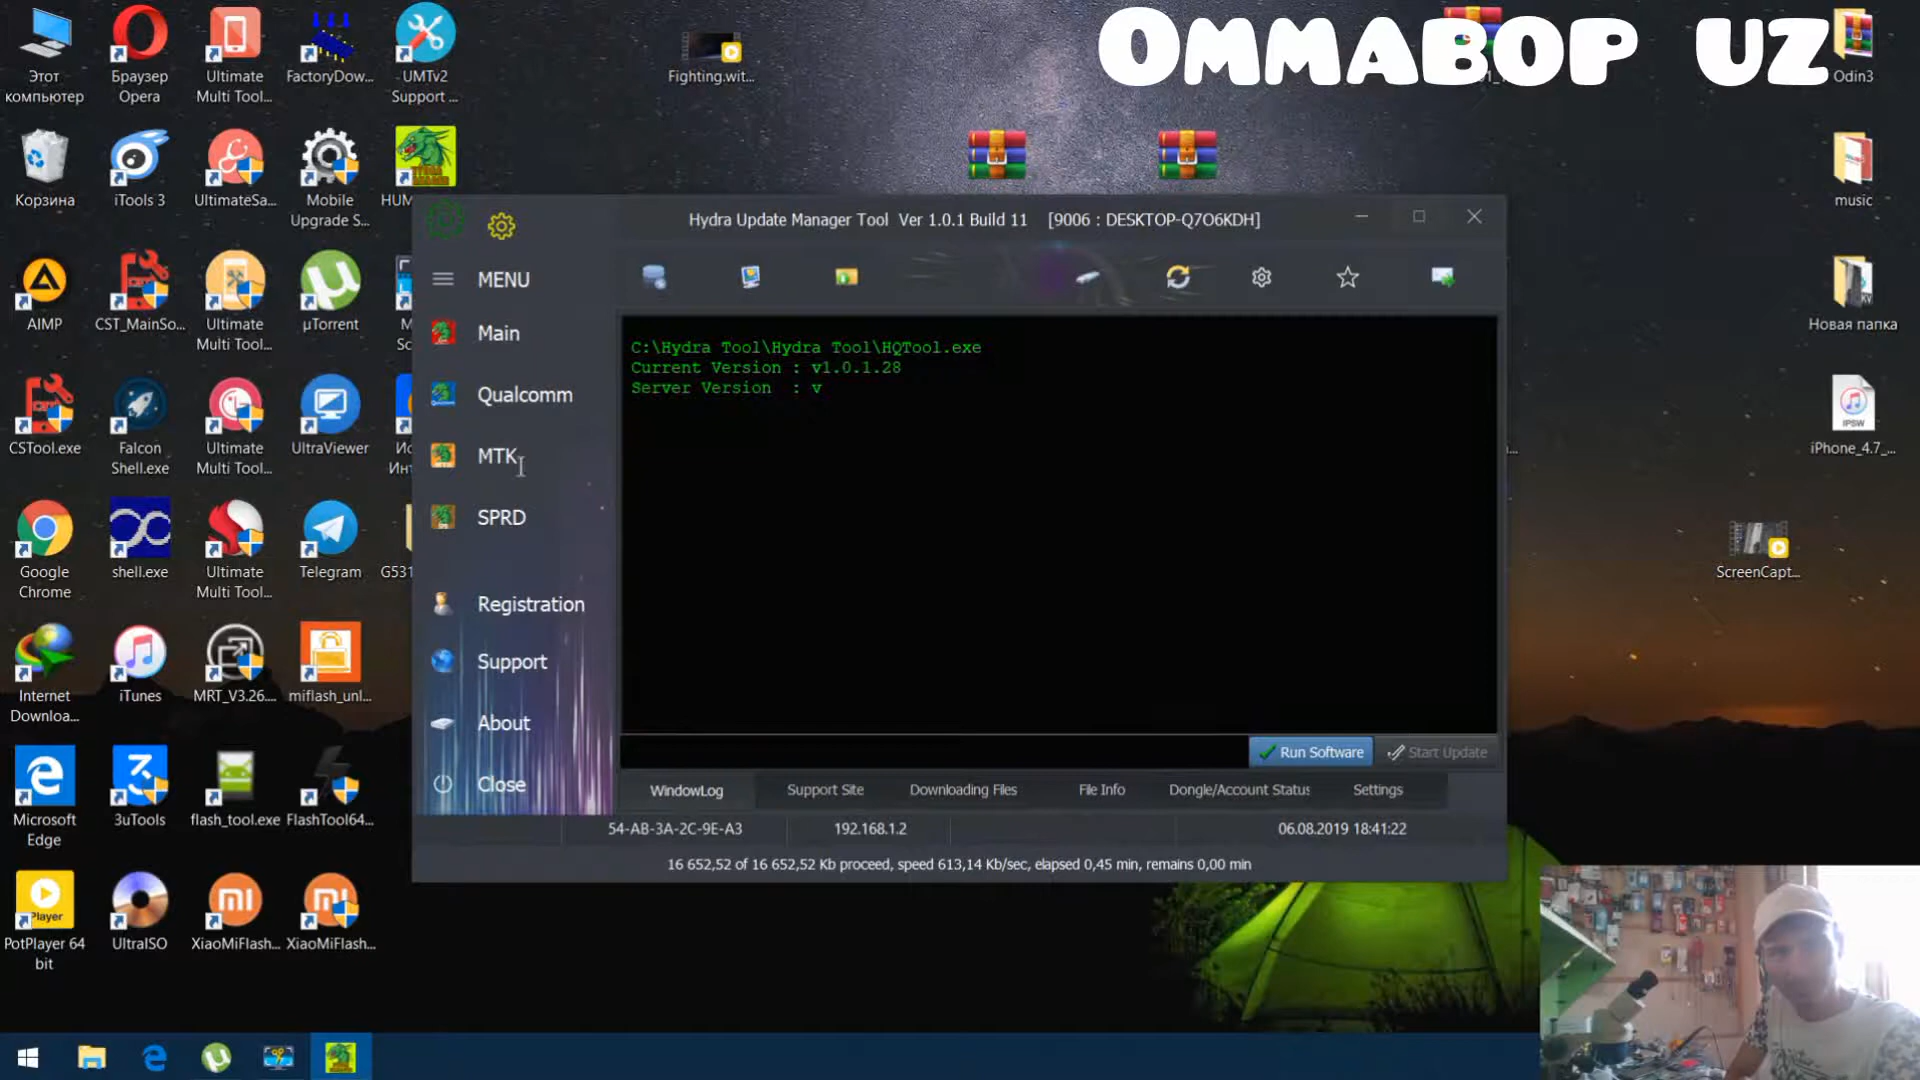 Оммавор uz
Этот компьютер
Браузер Opera
Ultimate Multi Tool...
FactoryDow...
UMTv2 Support ...
Fighting.wit...
Odin3
Корзина
iTools 3
UltimateSa...
Mobile Upgrade S...
music
Hydra Update Manager Tool Ver 1.0.1 Build 11 [9006 : DESKTOP-Q7O6KDH]
MENU
Main
Qualcomm
MTK
SPRD
Registration
Support
About
Close
C:\Hydra Tool\Hydra Tool\HQTool.exe
Current Version : v1.0.1.28
Server Version : v
Run Software
Start Update
WindowLog
Support Site
Downloading Files
File Info
Dongle/Account Status
Settings
54-AB-3A-2C-9E-A3
192.168.1.2
06.08.2019 18:41:22
16 652,52 of 16 652,52 Kb proceed, speed 613,14 Kb/sec, elapsed 0,45 min, remains 0,00 min
AIMP
CST_MainSo...
Ultimate Multi Tool...
µTorrent
Новая папка
CSTool.exe
Falcon Shell.exe
Ultimate Multi Tool...
UltraViewer
iPhone_4.7_...
IPSW
Google Chrome
shell.exe
Ultimate Multi Tool...
Telegram
G531
ScreenCapt...
Internet Downloa...
iTunes
MRT_V3.26....
miflash_unl...
Microsoft Edge
3uTools
flash_tool.exe
FlashTool64...
PotPlayer 64 bit
UltraISO
XiaoMiFlash...
XiaoMiFlash...